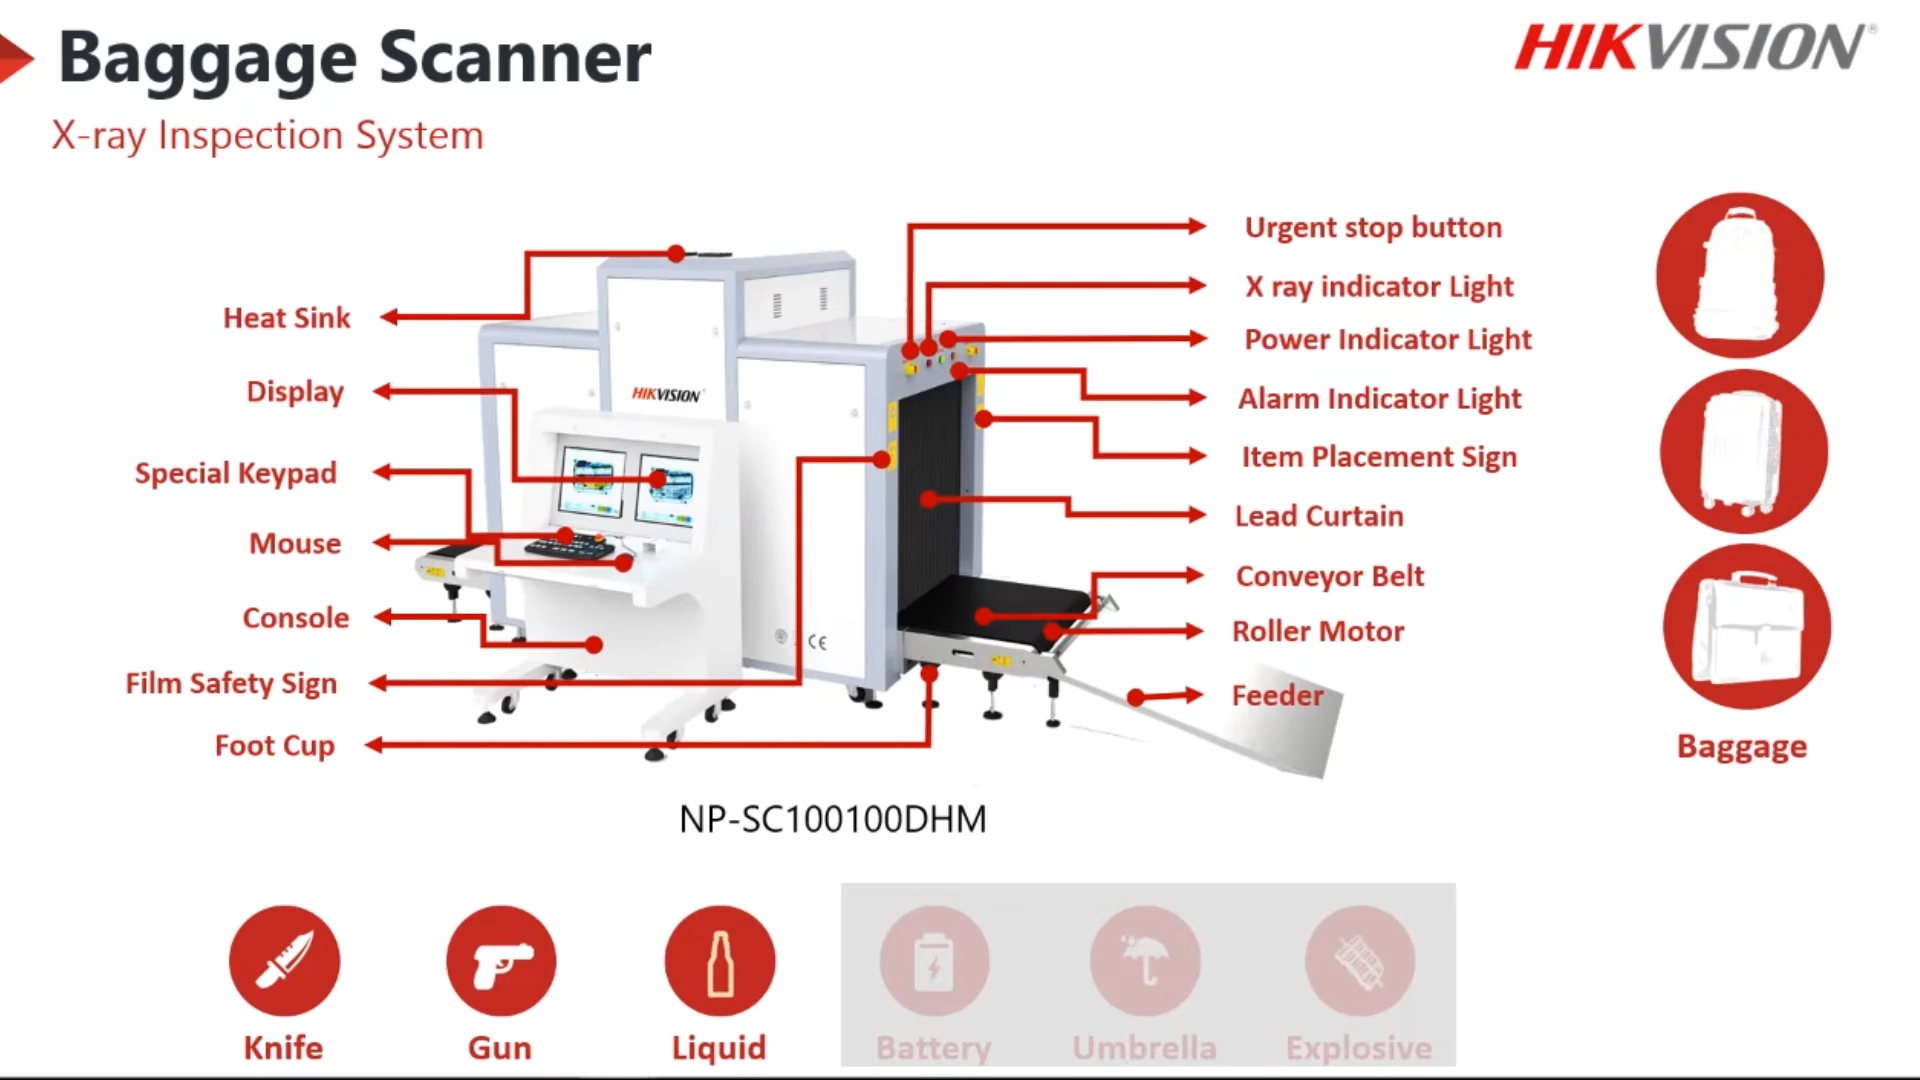 Baggage Scanner
HIKVISION®
X-ray Inspection System
Urgent stop button
X ray indicator Light
Heat Sink
Power Indicator Light
Display
HIKVISION
Alarm Indicator Light
Special Keypad
Item Placement Sign
Mouse
Lead Curtain
Console
Conveyor Belt
CE
Roller Motor
Film Safety Sign
Feeder
Foot Cup
Baggage
NP-SC100100DHM
Knife
Gun
Liquid
Battery
Umbrella
Explosive